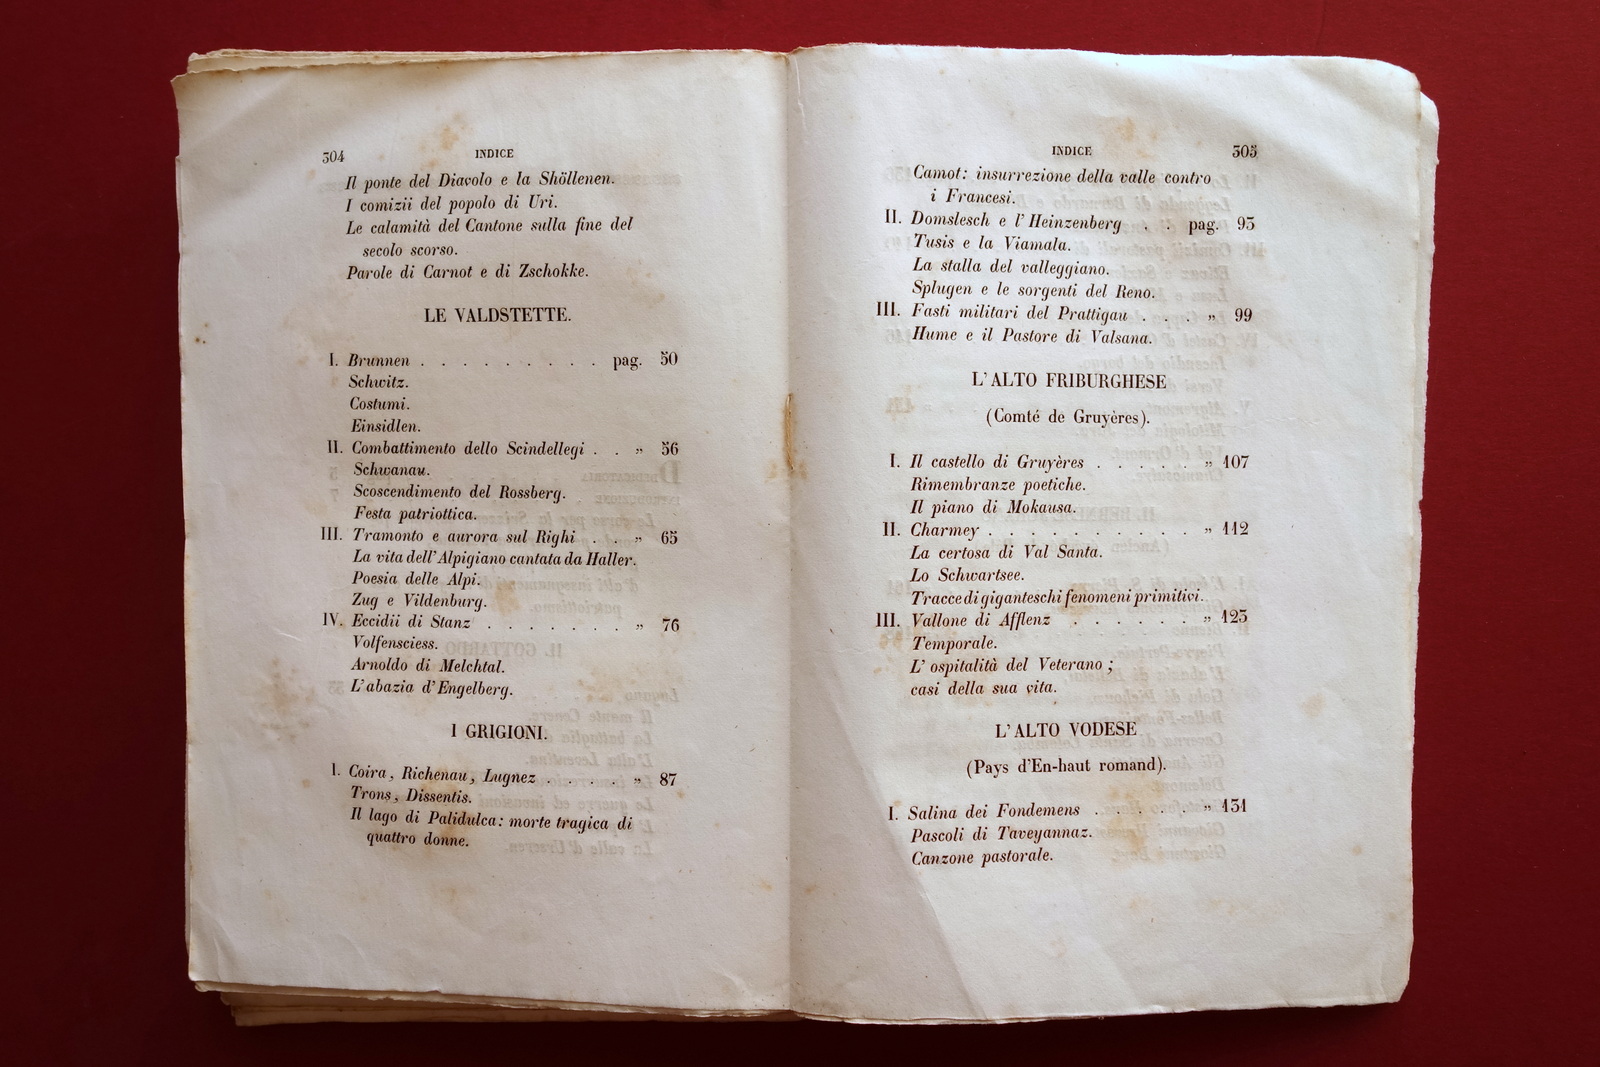 304 INDICE
Il ponte del Diavolo e la Shöllenen.
I comizii del popolo di Uri.
Le calamità del Cantone sulla fine del
secolo scorso.
Parole di Carnot e di Zschokke.
LE VALDSTETTE.
I. Brunnen . . . . . . . . . pag. 50
Schwitz.
Costumi.
Einsidlen.
II. Combattimento dello Scindellegi . . » 56
Schwanau.
Scoscendimento del Rossberg.
Festa patriottica.
III. Tramonto e aurora sul Righi . . » 65
La vita dell'Alpigiano cantata da Haller.
Poesia delle Alpi.
Zug e Vildenburg.
IV. Eccidii di Stanz . . . . . . . » 76
Volfensciess.
Arnoldo di Melchtal.
L'abazia d'Engelberg.
I GRIGIONI.
I. Coira, Richenau, Lugnez . . . . » 87
Trons, Dissentis.
Il lago di Palidulca: morte tragica di
quattro donne.
INDICE 305
Camot: insurrezione della valle contro
i Francesi.
II. Domslesch e l'Heinzenberg . . pag. 93
Tusis e la Viamala.
La stalla del valleggiano.
Splugen e le sorgenti del Reno.
III. Fasti militari del Prattigau . . . » 99
Hume e il Pastore di Valsana.
L'ALTO FRIBURGHESE
(Comté de Gruyères).
I. Il castello di Gruyères . . . . . » 107
Rimembranze poetiche.
Il piano di Mokausa.
II. Charmey . . . . . . . . . . » 112
La certosa di Val Santa.
Lo Schwartsee.
Tracce di giganteschi fenomeni primitivi.
III. Vallone di Afflenz . . . . . . » 123
Temporale.
L'ospitalità del Veterano;
casi della sua vita.
L'ALTO VODESE
(Pays d'En-haut romand).
I. Salina dei Fondemens . . . . . » 131
Pascoli di Taveyannaz.
Canzone pastorale.